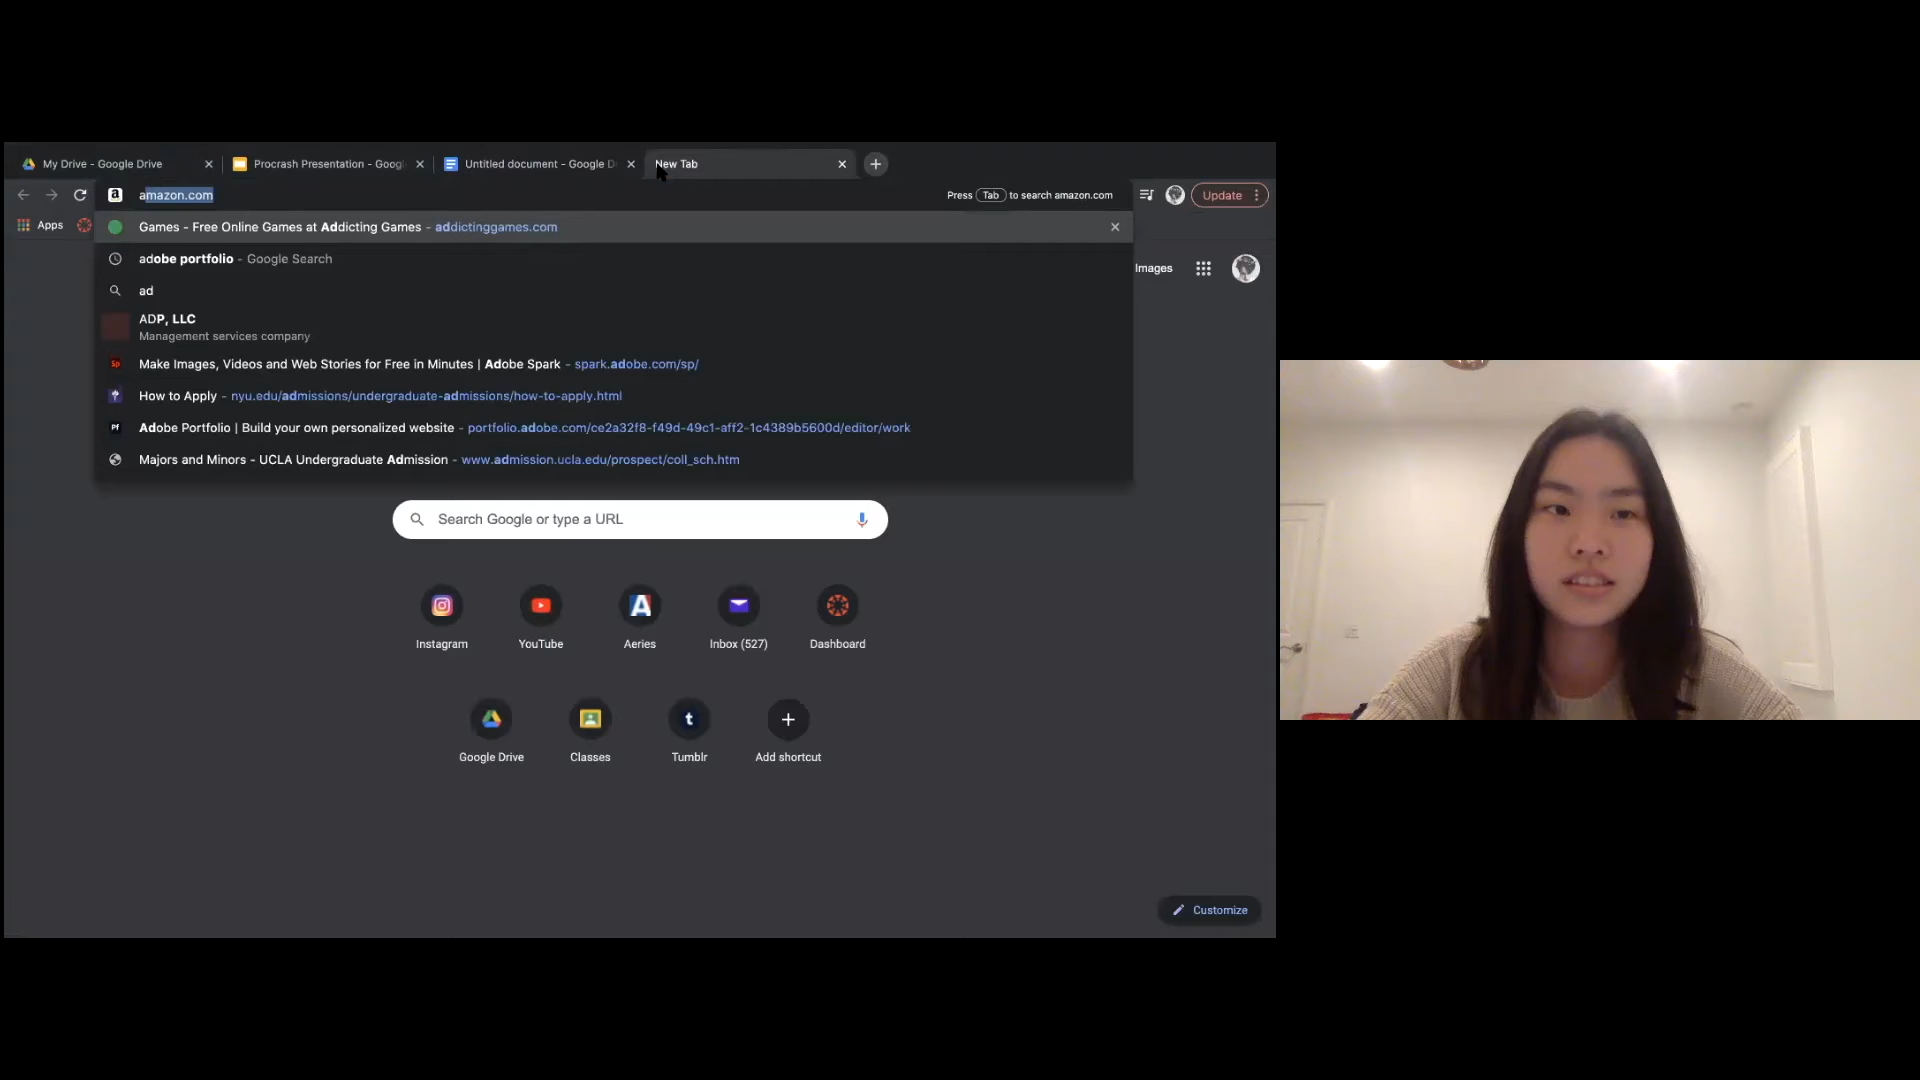 My Drive - Google Drive
Procrash Presentation - Goog
Untitled document - Google D
New Tab
amazon.com
Press Tab to search amazon.com
Update
Apps
Games - Free Online Games at Addicting Games - addictinggames.com
adobe portfolio - Google Search
Images
ad
ADP, LLC
Management services company
Make Images, Videos and Web Stories for Free in Minutes | Adobe Spark - spark.adobe.com/sp/
How to Apply - nyu.edu/admissions/undergraduate-admissions/how-to-apply.html
Adobe Portfolio | Build your own personalized website - portfolio.adobe.com/ce2a32f8-f49d-49c1-aff2-1c4389b5600d/editor/work
Majors and Minors - UCLA Undergraduate Admission - www.admission.ucla.edu/prospect/coll_sch.htm
Search Google or type a URL
Instagram
YouTube
Aeries
Inbox (527)
Dashboard
Google Drive
Classes
Tumblr
Add shortcut
Customize